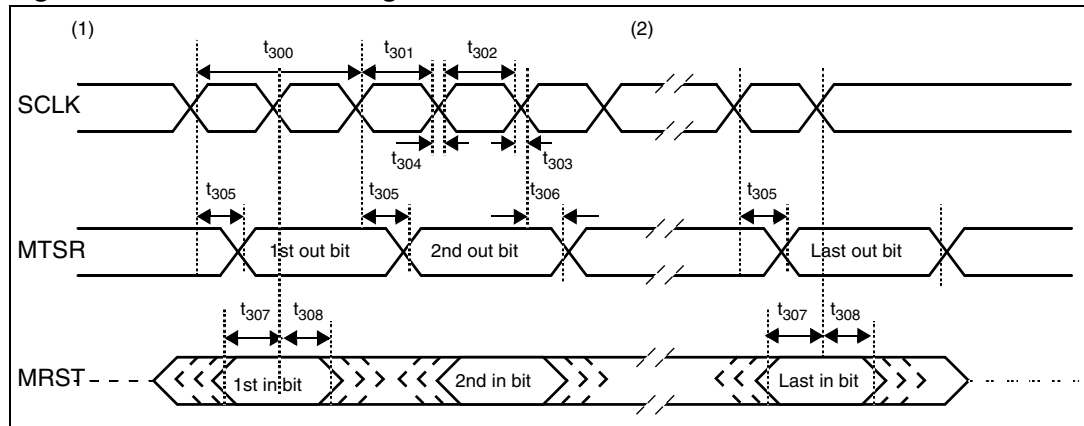 (1) (2)
t300 t301 t302
SCLK
t304 t303
t305 t305 t306 t305
MTSR 1st out bit 2nd out bit Last out bit
t307 t308 t307 t308
MRST 1st in bit 2nd in bit Last in bit